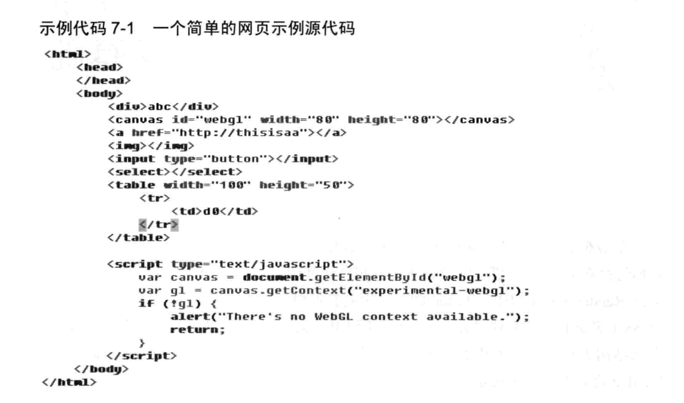 示例代码 7-1 一个简单的网页示例源代码
<html>
<head>
</head>
<body>
<div>abc</div>
<canvas id="webgl" width="80" height="80"></canvas>
<a href="http://thisisaa"></a>
<img></img>
<input type="button"></input>
<select></select>
<table width="100" height="50">
<tr>
<td>d0</td>
</tr>
</table>
<script type="text/javascript">
var canvas = document.getElementById("webgl");
var gl = canvas.getContext("experimental-webgl");
if (!gl) {
alert("There's no WebGL context available.");
return;
}
</script>
</body>
</html>